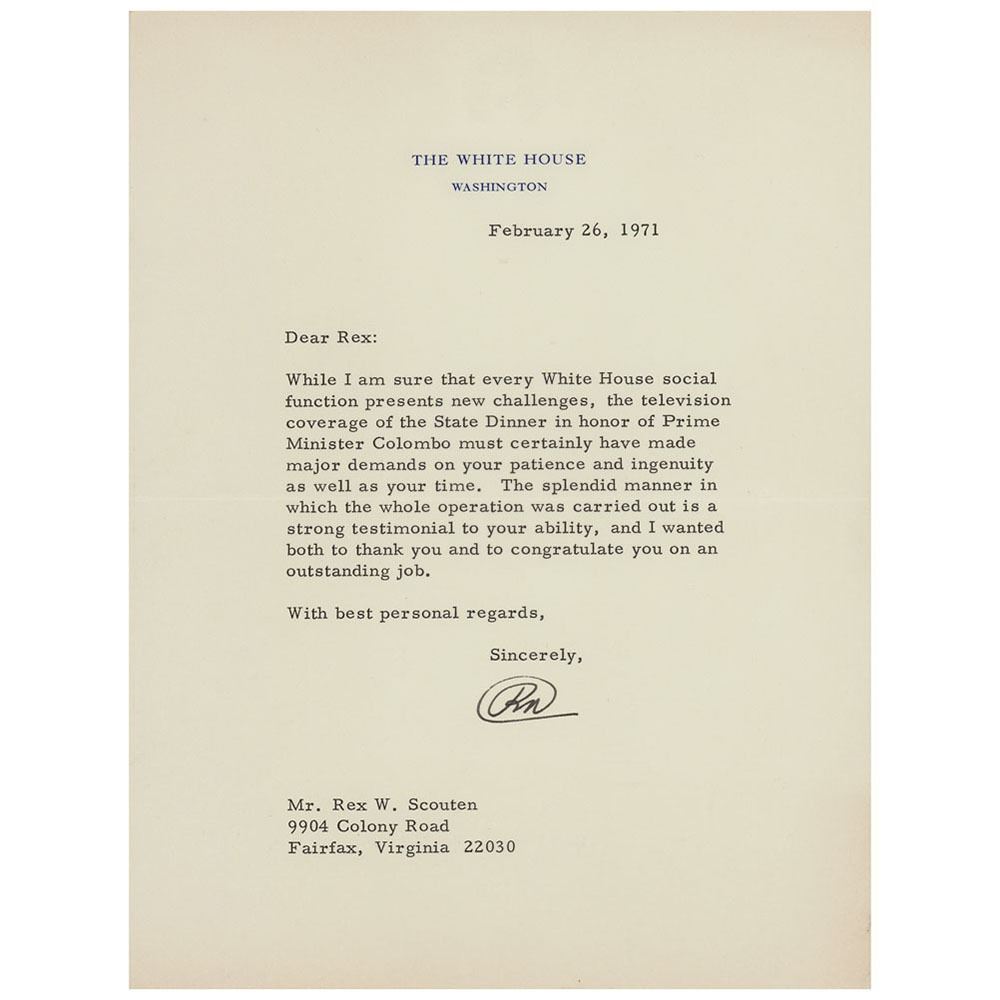 THE WHITE HOUSE
WASHINGTON
February 26, 1971
Dear Rex:
While I am sure that every White House social
function presents new challenges, the television
coverage of the State Dinner in honor of Prime
Minister Colombo must certainly have made
major demands on your patience and ingenuity
as well as your time. The splendid manner in
which the whole operation was carried out is a
strong testimonial to your ability, and I wanted
both to thank you and to congratulate you on an
outstanding job.
With best personal regards,
Sincerely,
RN
Mr. Rex W. Scouten
9904 Colony Road
Fairfax, Virginia 22030